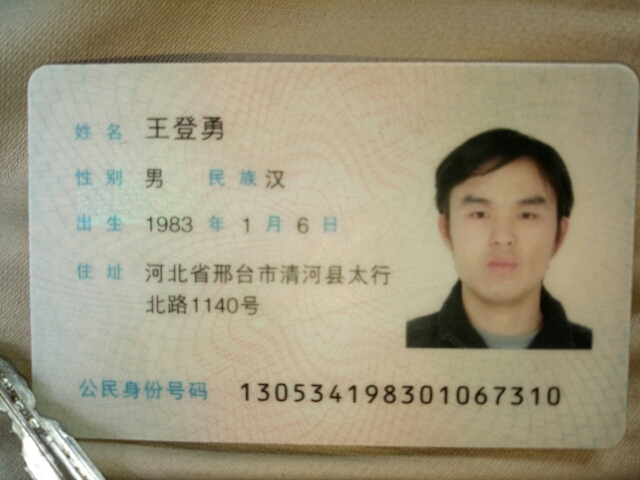 姓名 王登勇
性别 男 民族 汉
出生 1983 年 1 月 6 日
住址 河北省邢台市清河县太行
北路1140号
公民身份号码 130534198301067310